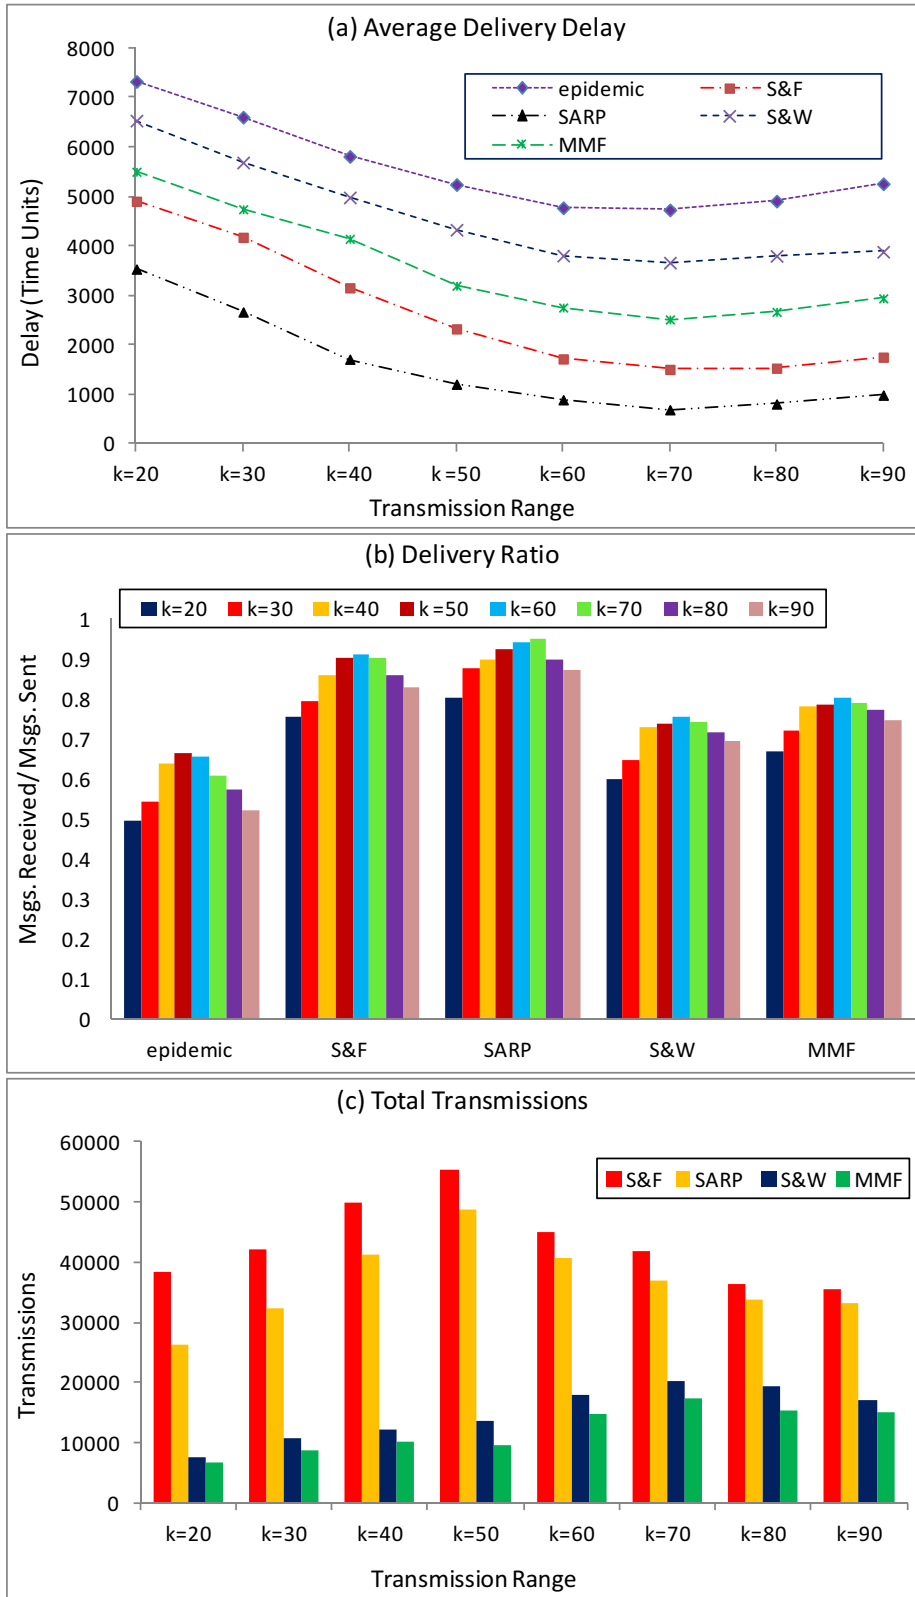 (a) Average Delivery Delay
8000
7000
6000
5000
4000
3000
2000
1000
0
Delay (Time Units)
epidemic S&F
SARP S&W
MMF
k=20 k=30 k=40 k =50 k=60 k=70 k=80 k=90
Transmission Range
(b) Delivery Ratio
k=20 k=30 k=40 k =50 k=60 k=70 k=80 k=90
1
0.9
0.8
0.7
0.6
0.5
0.4
0.3
0.2
0.1
0
Msgs. Received/ Msgs. Sent
epidemic S&F SARP S&W MMF
(c) Total Transmissions
60000
50000
40000
30000
20000
10000
0
Transmissions
S&F SARP S&W MMF
k=20 k=30 k=40 k=50 k=60 k=70 k=80 k=90
Transmission Range